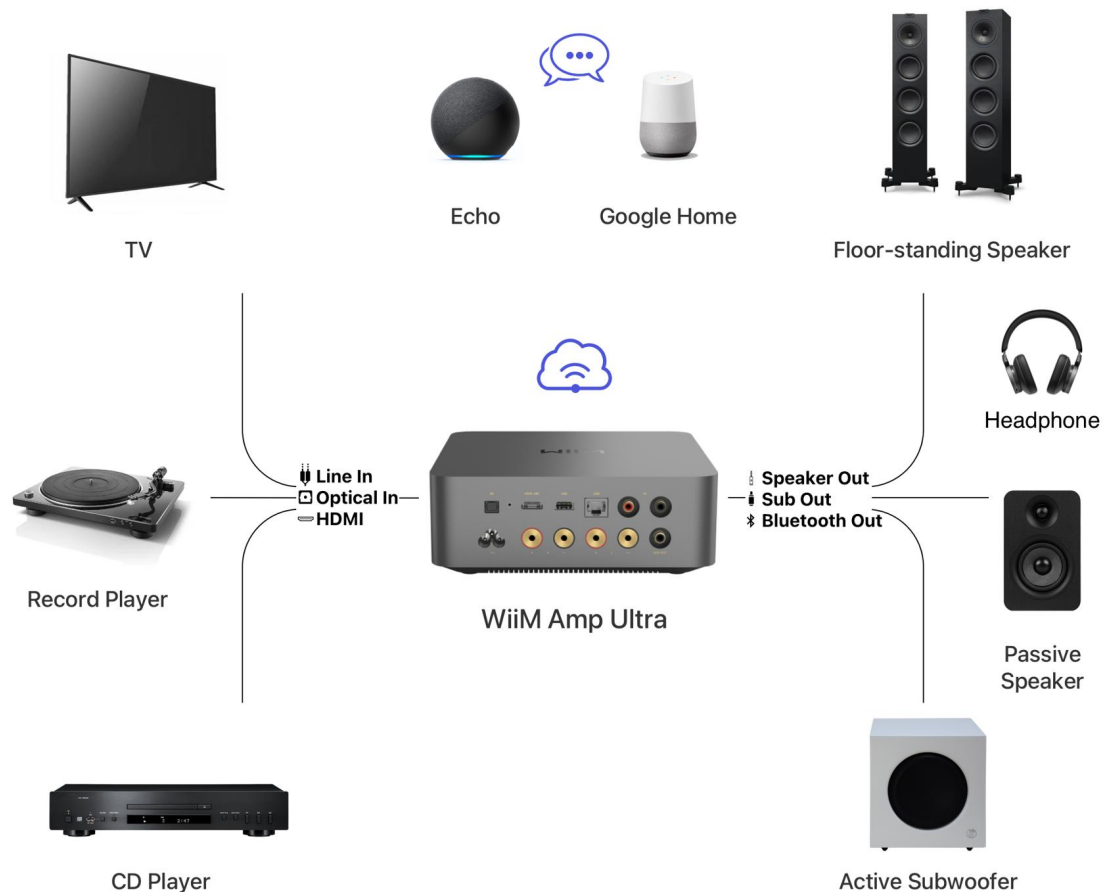 TV
Echo
Google Home
Floor-standing Speaker
Headphone
Line In
Optical In
HDMI
Speaker Out
Sub Out
Bluetooth Out
WiiM
WiiM Amp Ultra
Record Player
Passive
Speaker
CD Player
Active Subwoofer